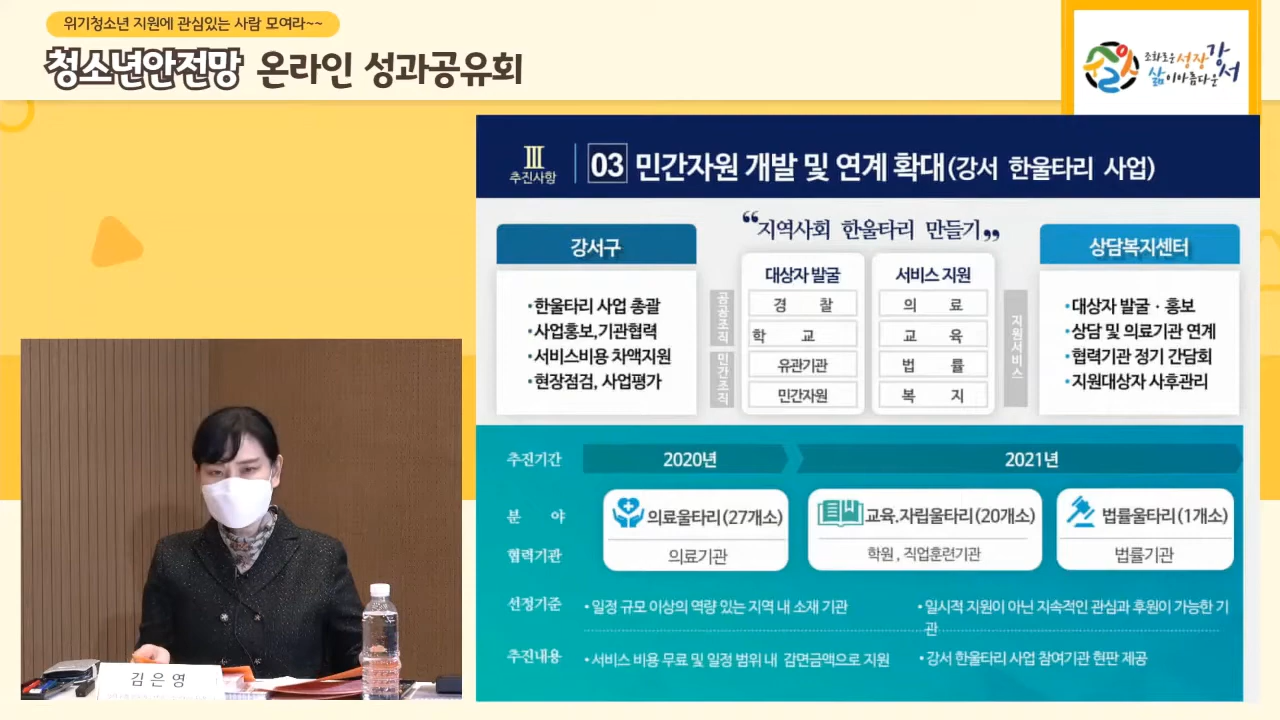 위기청소년 지원에 관심있는 사람 모여라~~
청소년안전망 온라인 성과공유회
조화로운 성장 강서
삶이 아름다운
Ⅲ
추진사항
03 민간자원 개발 및 연계 확대(강서 한울타리 사업)
“지역사회 한울타리 만들기”
강서구
•한울타리 사업 총괄
•사업홍보,기관협력
•서비스비용 차액지원
•현장점검, 사업평가
공공조직
민간조직
대상자 발굴
경 찰
학 교
유관기관
민간자원
서비스 지원
의 료
교 육
법 률
복 지
지원서비스
상담복지센터
•대상자 발굴 · 홍보
•상담 및 의료기관 연계
•협력기관 정기 간담회
•지원대상자 사후관리
추진기간 2020년 2021년
분 야 의료울타리(27개소) 교육.자립울타리(20개소) 법률울타리(1개소)
협력기관 의료기관 학원 , 직업훈련기관 법률기관
선정기준 • 일정 규모 이상의 역량 있는 지역 내 소재 기관
• 일시적 지원이 아닌 지속적인 관심과 후원이 가능한 기
관
추진내용 • 서비스 비용 무료 및 일정 범위 내 감면금액으로 지원
• 강서 한울타리 사업 참여기관 현판 제공
김은영